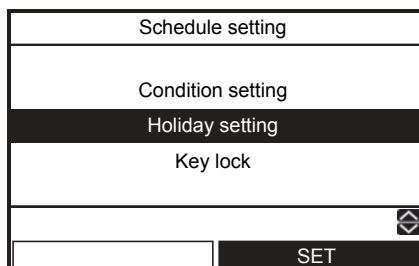 Schedule setting
Condition setting
Holiday setting
Key lock
SET